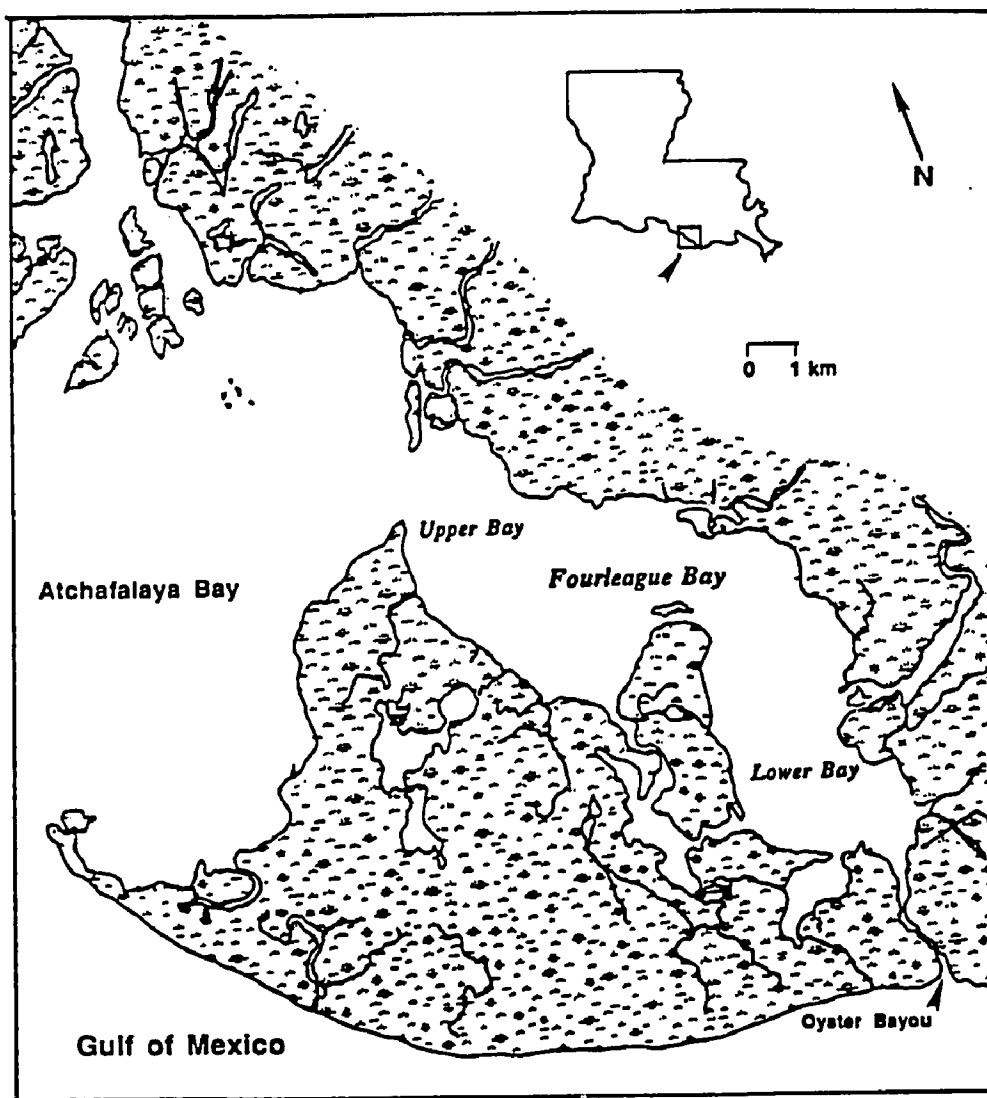 N
0 1 km
Upper Bay
Atchafalaya Bay
Fourleague Bay
Lower Bay
Oyster Bayou
Gulf of Mexico